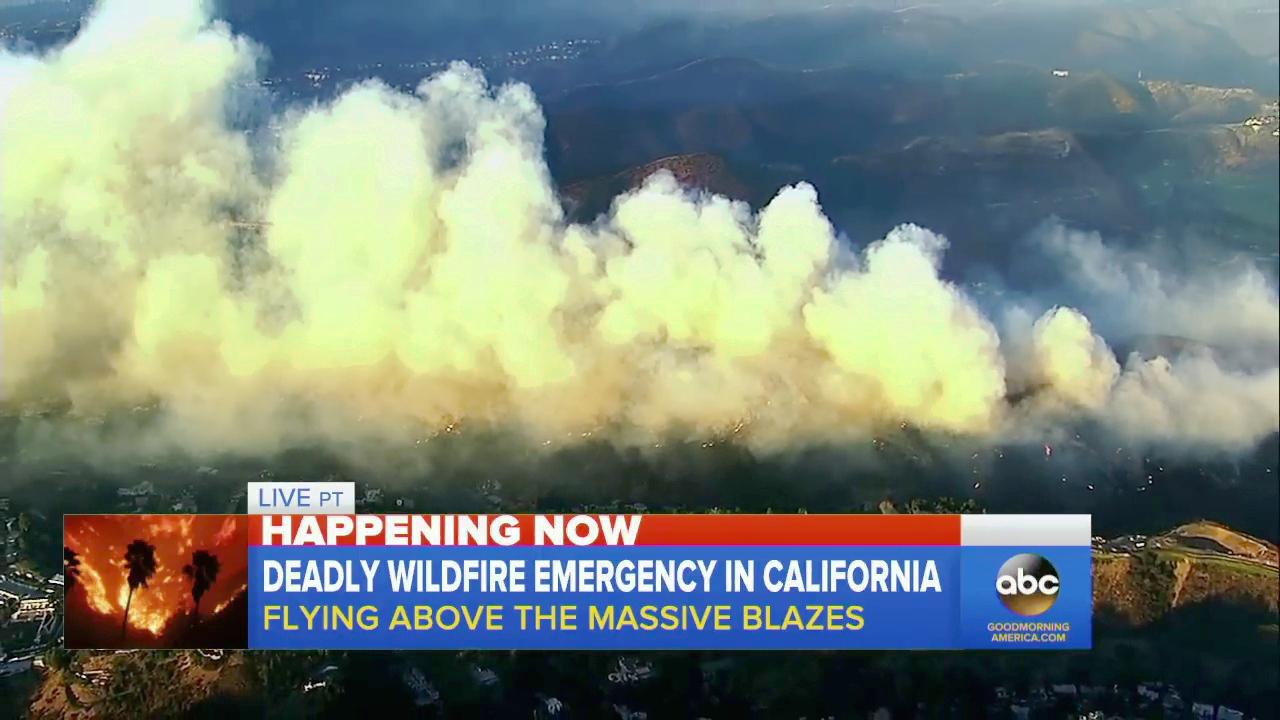 LIVE PT
HAPPENING NOW
DEADLY WILDFIRE EMERGENCY IN CALIFORNIA
FLYING ABOVE THE MASSIVE BLAZES
abc
GOODMORNING
AMERICA.COM